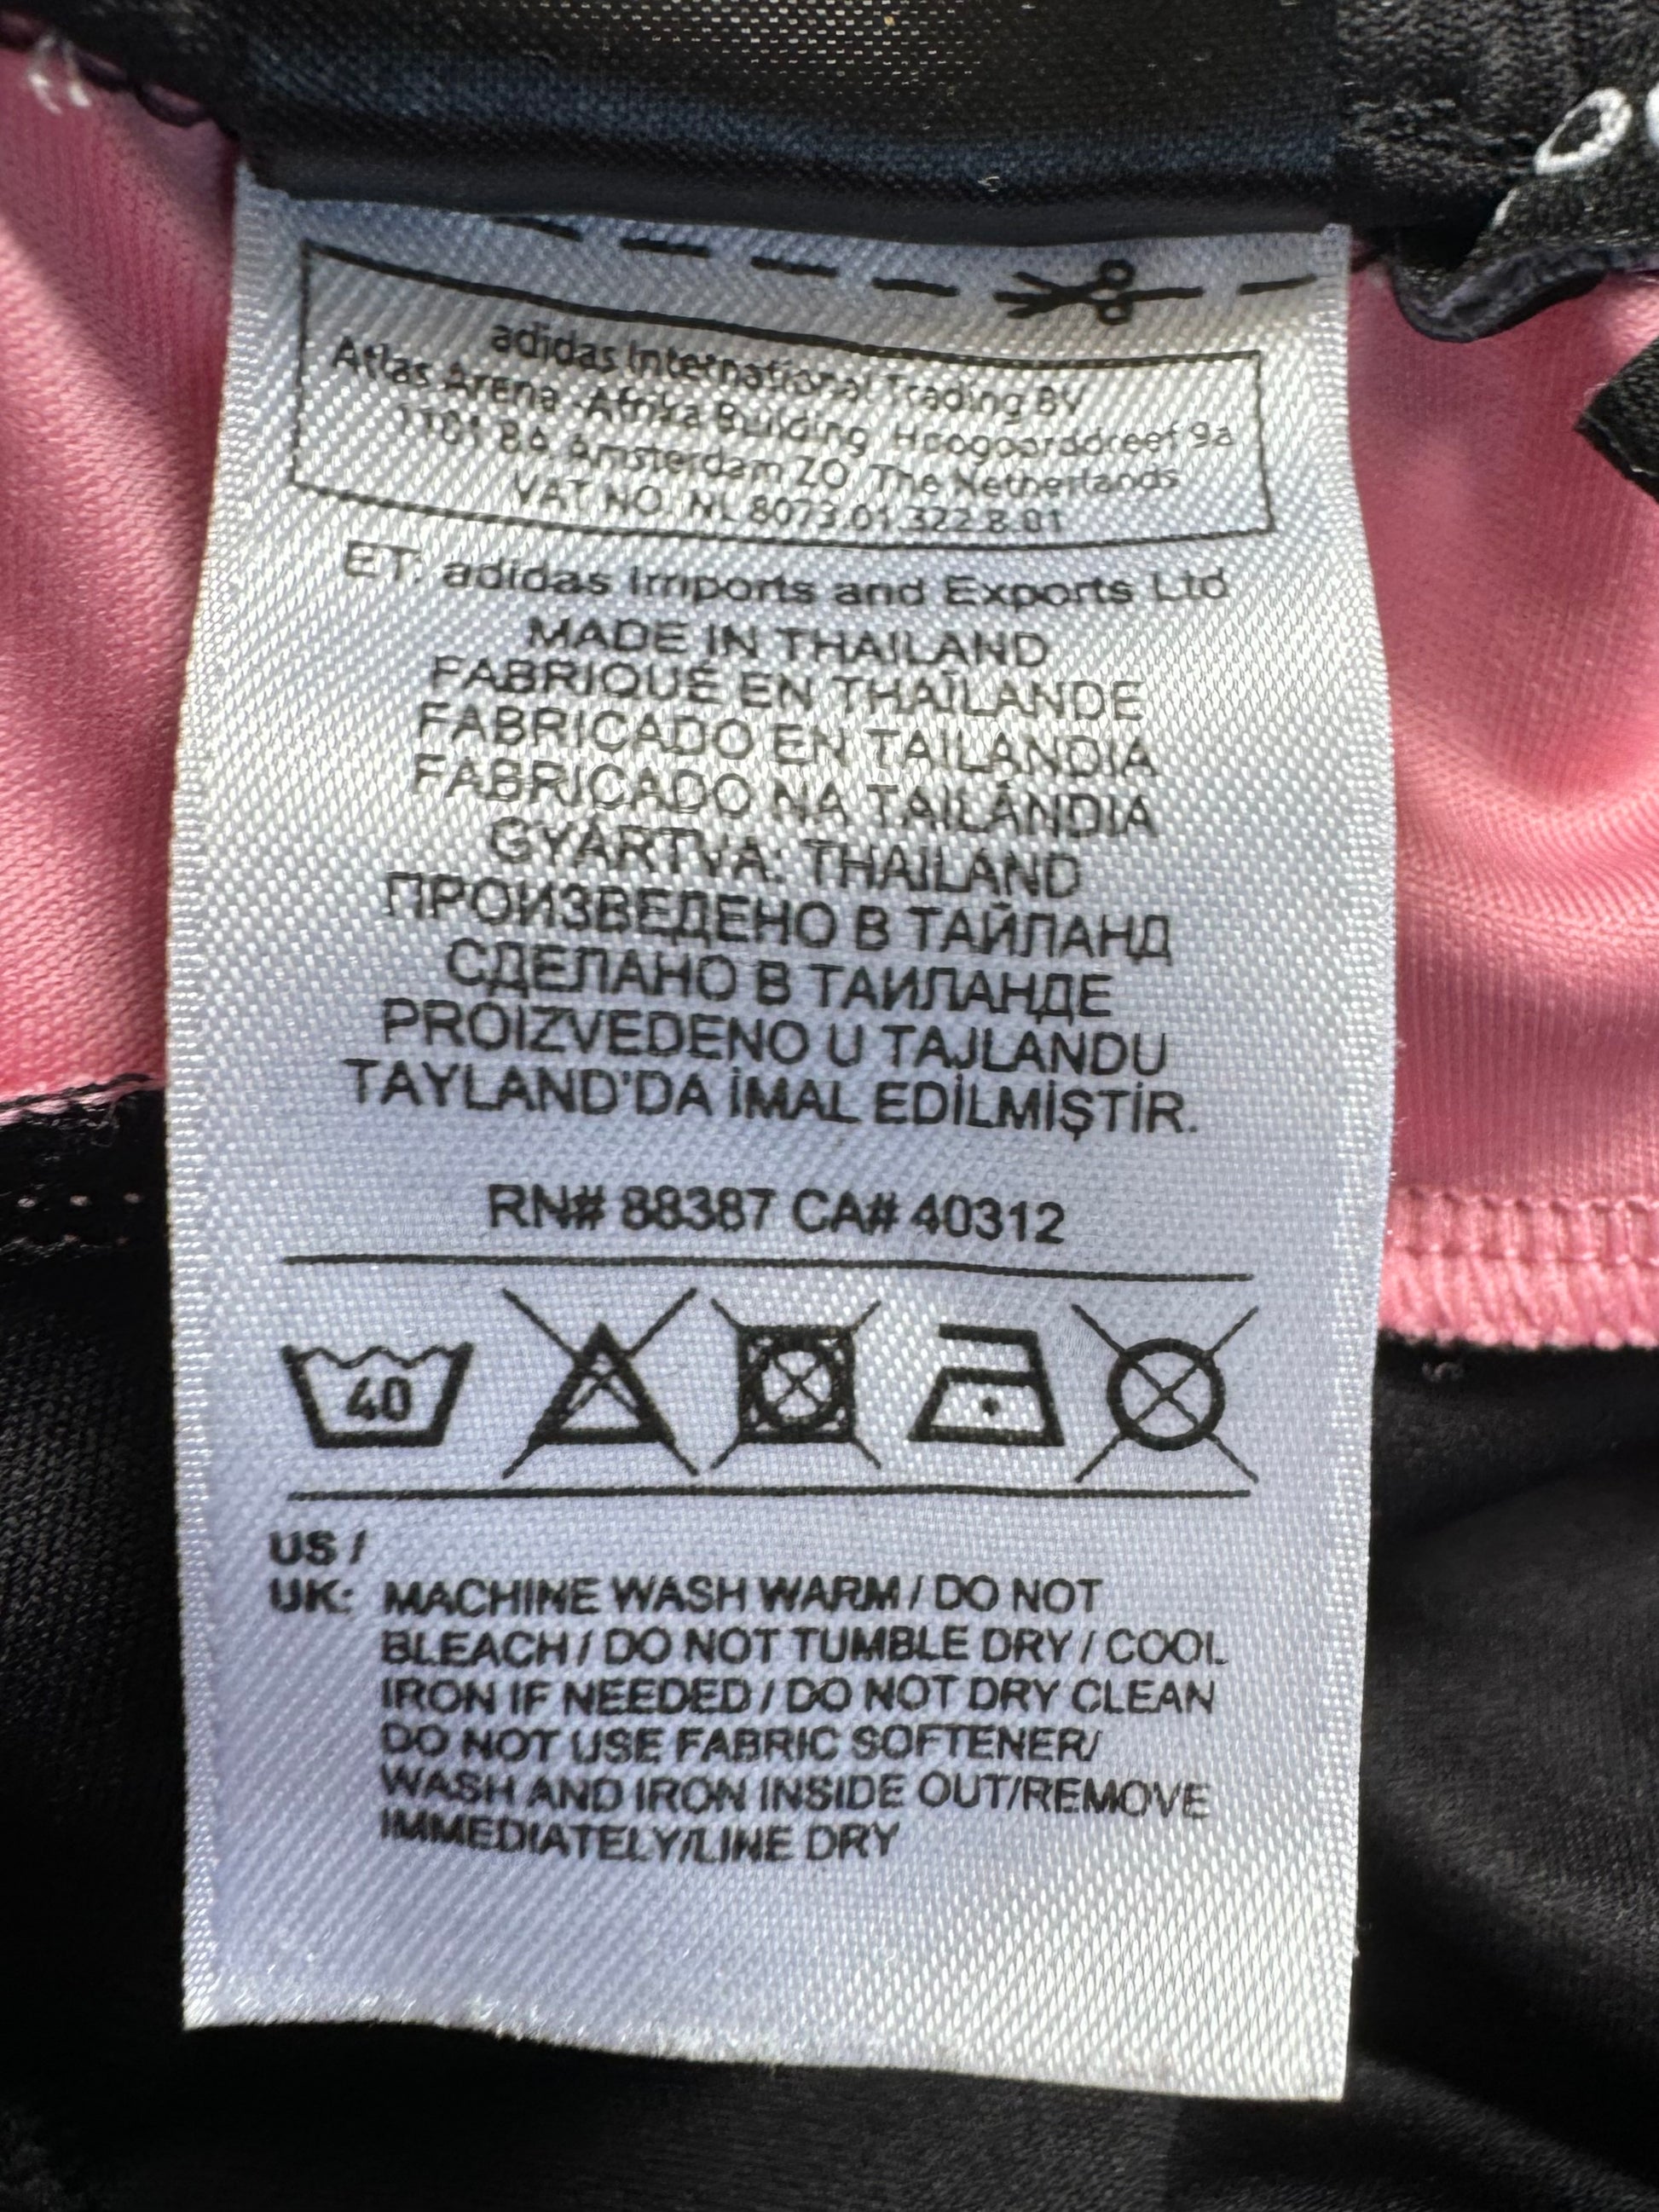 adidas International Trading BV
Atlas Arena -Afrika Building Hoogoorddreef 9a
1101 BA Amsterdam ZO The Netherlands
VAT NO. NL 8073.01.322.B.01
ET: adidas Imports and Exports Ltd
MADE IN THAILAND
FABRIQUÉ EN THAÏLANDE
FABRICADO EN TAILANDIA
FABRICADO NA TAILÂNDIA
GYÁRTVA: THAILAND
ПРОИЗВЕДЕНО В ТАЙЛАНД
СДЕЛАНО В ТАИЛАНДЕ
PROIZVEDENO U TAJLANDU
TAYLAND'DA İMAL EDİLMİŞTİR.
RN# 88387 CA# 40312
40
US /
UK: MACHINE WASH WARM / DO NOT
BLEACH / DO NOT TUMBLE DRY / COOL
IRON IF NEEDED / DO NOT DRY CLEAN
DO NOT USE FABRIC SOFTENER/
WASH AND IRON INSIDE OUT/REMOVE
IMMEDIATELY/LINE DRY